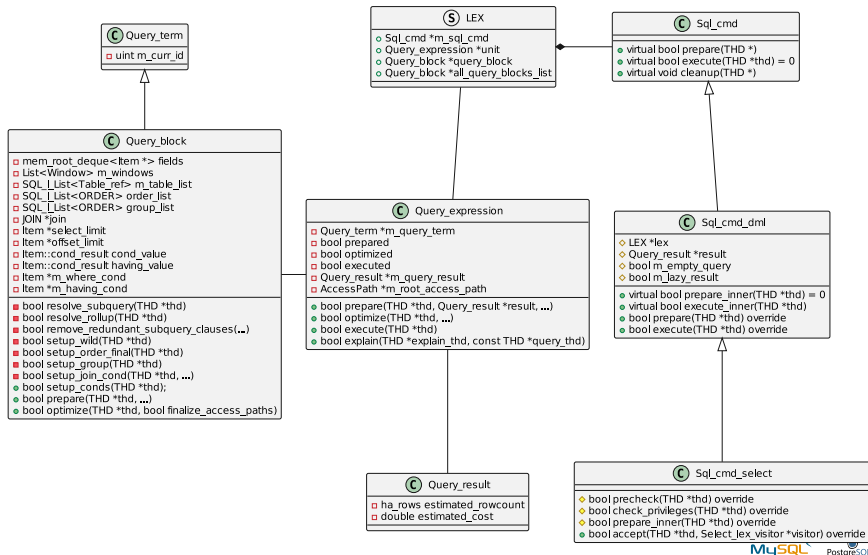 C Query_term
uint m_curr_id
S LEX
Sql_cmd *m_sql_cmd
Query_expression *unit
Query_block *query_block
Query_block *all_query_blocks_list
C Sql_cmd
virtual bool prepare(THD *)
virtual bool execute(THD *thd) = 0
virtual void cleanup(THD *)
C Query_block
mem_root_deque<Item *> fields
List<Window> m_windows
SQL_I_List<Table_ref> m_table_list
SQL_I_List<ORDER> order_list
SQL_I_List<ORDER> group_list
JOIN *join
Item *select_limit
Item *offset_limit
Item::cond_result cond_value
Item::cond_result having_value
Item *m_where_cond
Item *m_having_cond
bool resolve_subquery(THD *thd)
bool resolve_rollup(THD *thd)
bool remove_redundant_subquery_clauses(...)
bool setup_wild(THD *thd)
bool setup_order_final(THD *thd)
bool setup_group(THD *thd)
bool setup_join_cond(THD *thd, ...)
bool setup_conds(THD *thd);
bool prepare(THD *thd, ...)
bool optimize(THD *thd, bool finalize_access_paths)
C Query_expression
Query_term *m_query_term
bool prepared
bool optimized
bool executed
Query_result *m_query_result
AccessPath *m_root_access_path
bool prepare(THD *thd, Query_result *result, ...)
bool optimize(THD *thd, ...)
bool execute(THD *thd)
bool explain(THD *explain_thd, const THD *query_thd)
C Sql_cmd_dml
LEX *lex
Query_result *result
bool m_empty_query
bool m_lazy_result
virtual bool prepare_inner(THD *thd) = 0
virtual bool execute_inner(THD *thd)
bool prepare(THD *thd) override
bool execute(THD *thd) override
C Query_result
ha_rows estimated_rowcount
double estimated_cost
C Sql_cmd_select
bool precheck(THD *thd) override
bool check_privileges(THD *thd) override
bool prepare_inner(THD *thd) override
bool accept(THD *thd, Select_lex_visitor *visitor) override
MySQL
PostgreSQL